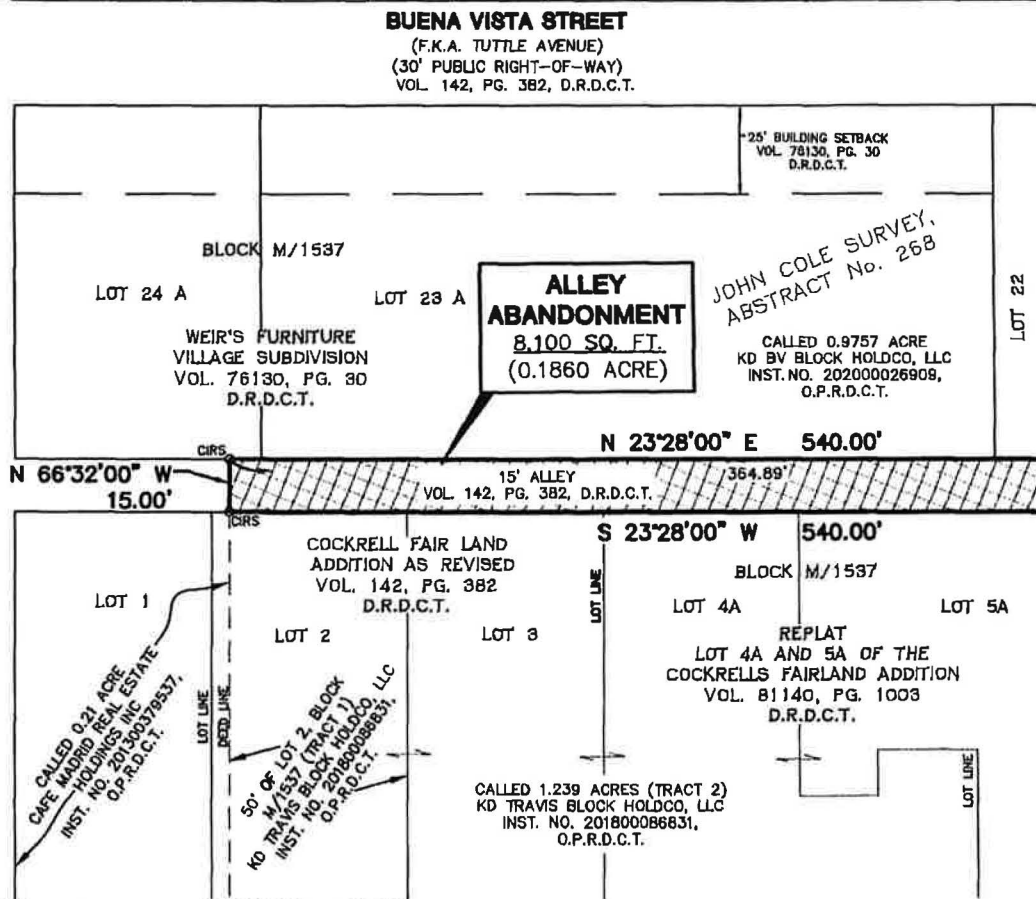 BUENA VISTA STREET
(F.K.A. TUTTLE AVENUE)
(30' PUBLIC RIGHT-OF-WAY)
VOL. 142, PG. 382, D.R.D.C.T.
25' BUILDING SETBACK
VOL. 76130, PG. 30
D.R.D.C.T.
BLOCK M/1537
LOT 24 A
LOT 23 A
WEIR'S FURNITURE
VILLAGE SUBDIVISION
VOL. 76130, PG. 30
D.R.D.C.T.
ALLEY
ABANDONMENT
8,100 SQ. FT.
(0.1860 ACRE)
JOHN COLE SURVEY,
ABSTRACT No. 268
CALLED 0.9757 ACRE
KD BV BLOCK HOLDCO, LLC
INST. NO. 202000026909,
O.P.R.D.C.T.
LOT 22
CIRS
N 23°28'00" E 540.00'
N 66°32'00" W
15.00'
15' ALLEY
VOL. 142, PG. 382, D.R.D.C.T.
364.89'
CIRS
S 23°28'00" W 540.00'
COCKRELL FAIR LAND
ADDITION AS REVISED
VOL. 142, PG. 382
D.R.D.C.T.
LOT 1
LOT 2
LOT 3
LOT LINE
BLOCK M/1537
LOT 4A
LOT 5A
REPLAT
LOT 4A AND 5A OF THE
COCKRELLS FAIRLAND ADDITION
VOL. 81140, PG. 1003
D.R.D.C.T.
CALLED 0.21 ACRE
CAFE MADRID REAL ESTATE
HOLDINGS INC
INST. NO. 201300379537,
O.P.R.D.C.T.
LOT LINE
DEED LINE
50' OF LOT 2, BLOCK
M/1537 (TRACT 1)
KD TRAVIS BLOCK HOLDCO, LLC
INST. NO. 201800086831,
O.P.R.D.C.T.
CALLED 1.239 ACRES (TRACT 2)
KD TRAVIS BLOCK HOLDCO, LLC
INST. NO. 201800086831,
O.P.R.D.C.T.
LOT LINE